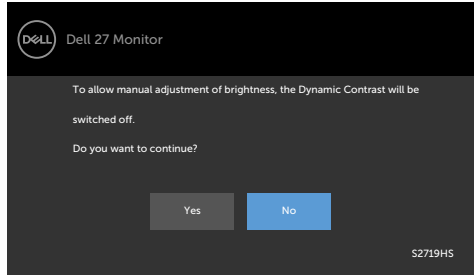 DELL
Dell 27 Monitor
To allow manual adjustment of brightness, the Dynamic Contrast will be
switched off.
Do you want to continue?
Yes
No
S2719HS